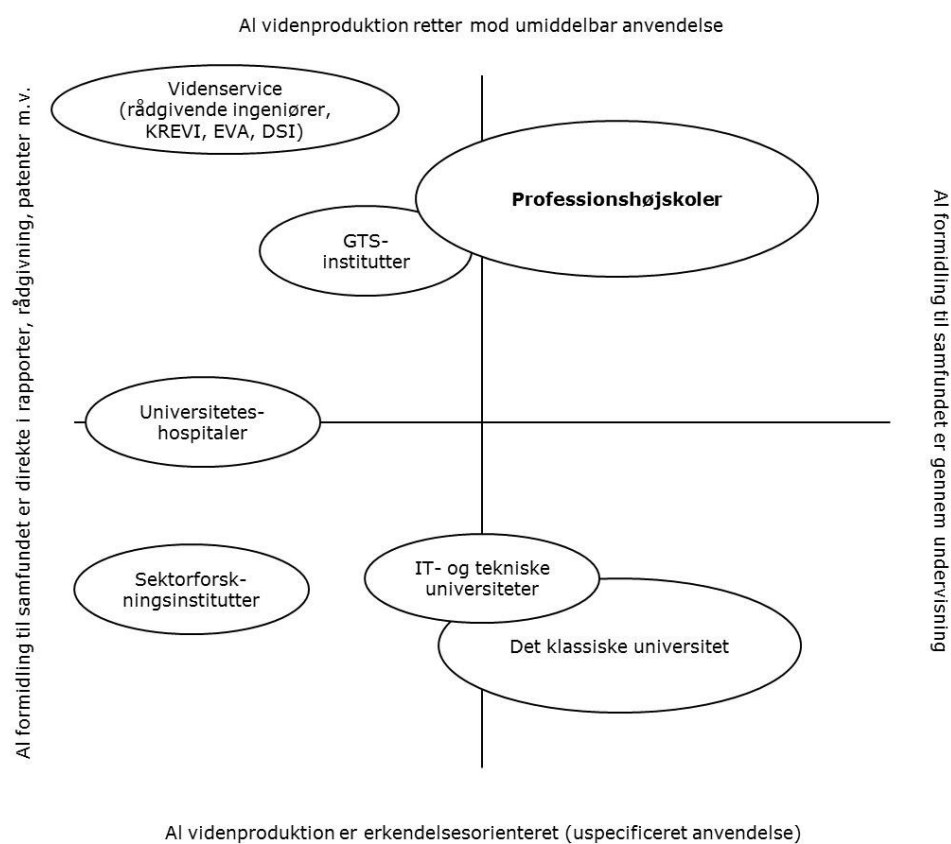 Al videnproduktion retter mod umiddelbar anvendelse
Videnservice
(rådgivende ingeniører,
KREVI, EVA, DSI)
Professionshøjskoler
GTS-
institutter
Al formidling til samfundet er direkte i rapporter, rådgivning, patenter m.v.
Al formidling til samfundet er gennem undervisning
Universitetes-
hospitaler
Sektorforsk-
ningsinstitutter
IT- og tekniske
universiteter
Det klassiske universitet
Al videnproduktion er erkendelsesorienteret (uspecificeret anvendelse)